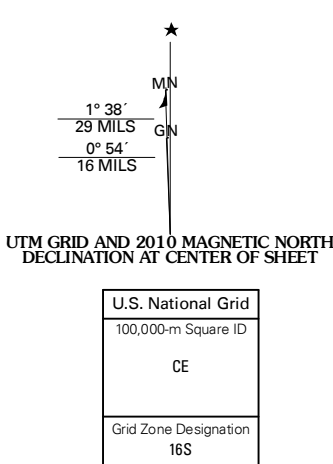 MN
1° 38´
29 MILS
GN
0° 54´
16 MILS
UTM GRID AND 2010 MAGNETIC NORTH
DECLINATION AT CENTER OF SHEET
U.S. National Grid
100,000-m Square ID
CE
Grid Zone Designation
16S